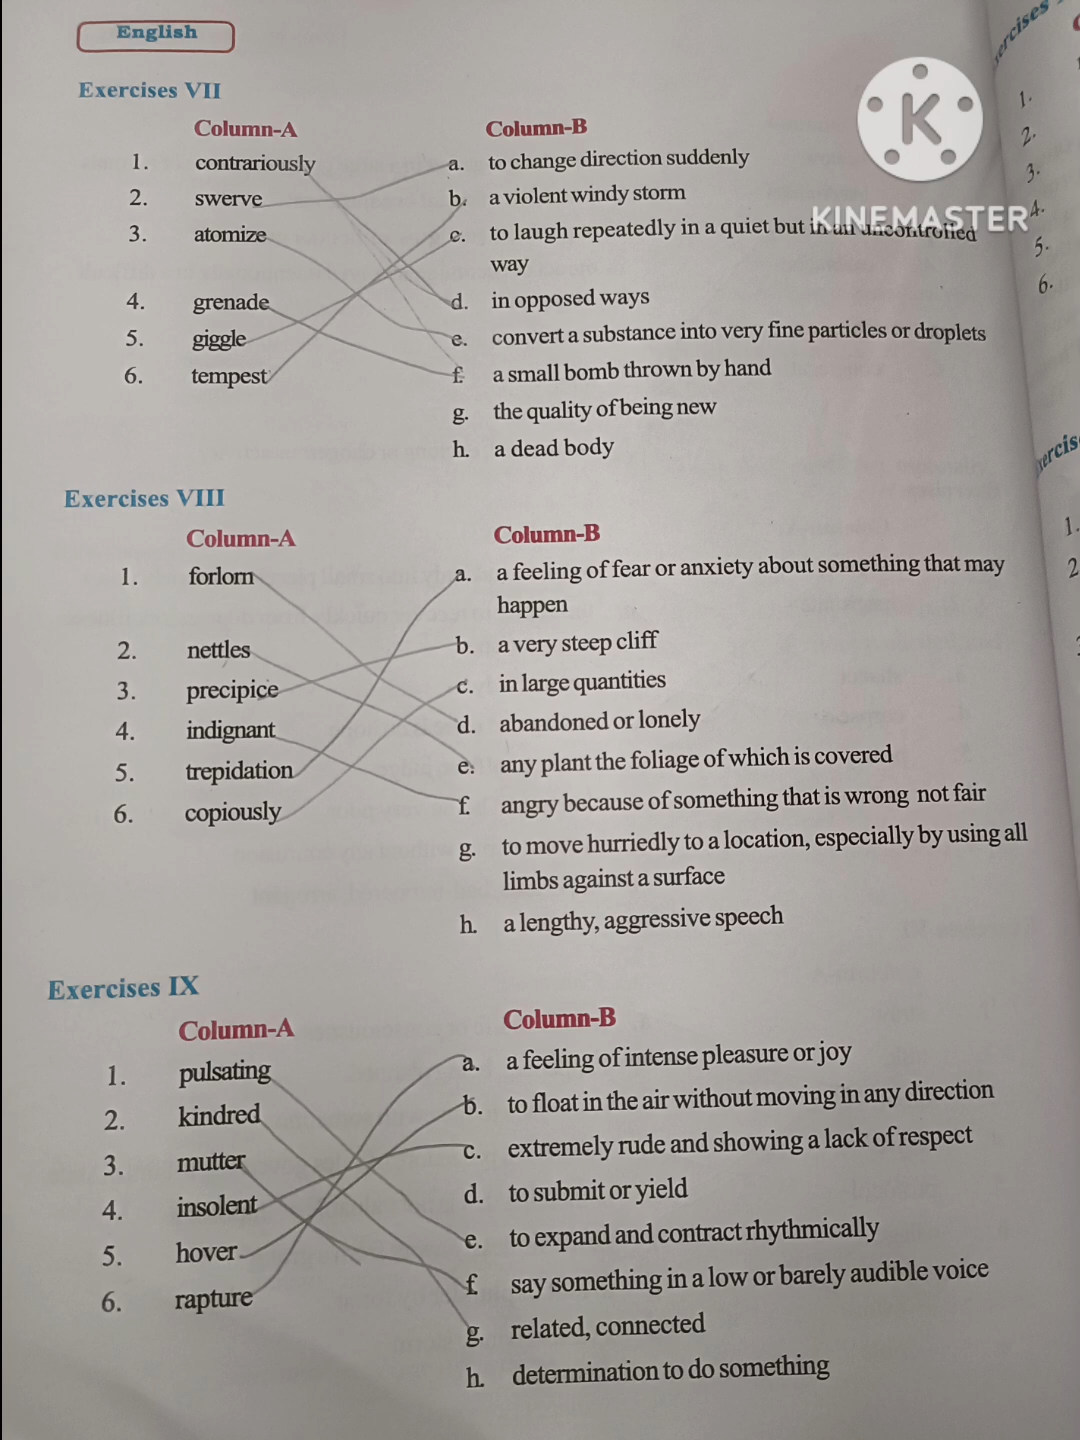 English
Exercises VII
Column-A Column-B
1. contrariously a. to change direction suddenly
2. swerve b. a violent windy storm
3. atomize c. to laugh repeatedly in a quiet but in an uncontrolled
way
4. grenade d. in opposed ways
5. giggle e. convert a substance into very fine particles or droplets
6. tempest f. a small bomb thrown by hand
g. the quality of being new
h. a dead body
Exercises VIII
Column-A Column-B
1. forlorn a. a feeling of fear or anxiety about something that may
happen
2. nettles b. a very steep cliff
3. precipice c. in large quantities
4. indignant d. abandoned or lonely
5. trepidation e. any plant the foliage of which is covered
6. copiously f. angry because of something that is wrong not fair
g. to move hurriedly to a location, especially by using all
limbs against a surface
h. a lengthy, aggressive speech
Exercises IX
Column-A Column-B
1. pulsating a. a feeling of intense pleasure or joy
2. kindred b. to float in the air without moving in any direction
3. mutter c. extremely rude and showing a lack of respect
4. insolent d. to submit or yield
5. hover e. to expand and contract rhythmically
6. rapture f. say something in a low or barely audible voice
g. related, connected
h. determination to do something
K
KINEMASTER
1.
2.
3.
4.
5.
6.
1.
2